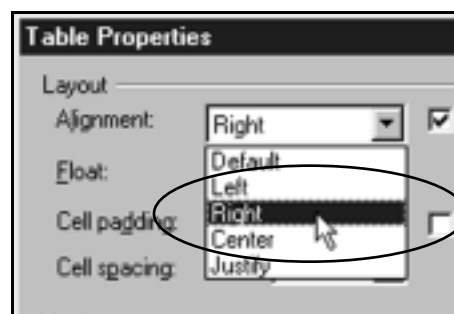 Table Properties
Layout
Alignment:
Right
Default
Float:
Left
Right
Cell padding:
Center
Cell spacing:
Justify